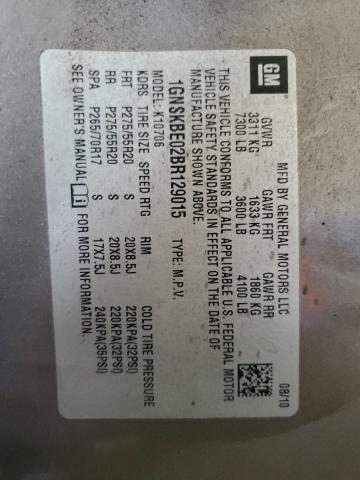 GM
MFD BY GENERAL MOTORS LLC 08/10
GVWR GAWR FRT GAWR RR
3311 KG 1633 KG 1860 KG
7300 LB 3600 LB 4100 LB
THIS VEHICLE CONFORMS TO ALL APPLICABLE U.S. FEDERAL MOTOR
VEHICLE SAFETY STANDARDS IN EFFECT ON THE DATE OF
MANUFACTURE SHOWN ABOVE.
1GNSKBE02BR129015 TYPE: M.P.V.
MODEL: K10706
KDRS TIRE SIZE SPEED RTG RIM COLD TIRE PRESSURE
FRT P275/55R20 S 20X8.5J 220KPA(32PSI)
RR P275/55R20 S 20X8.5J 220KPA(32PSI)
SPA P265/70R17 S 17X7.5J 240KPA(35PSI)
SEE OWNER'S MANUAL FOR MORE INFORMATION.